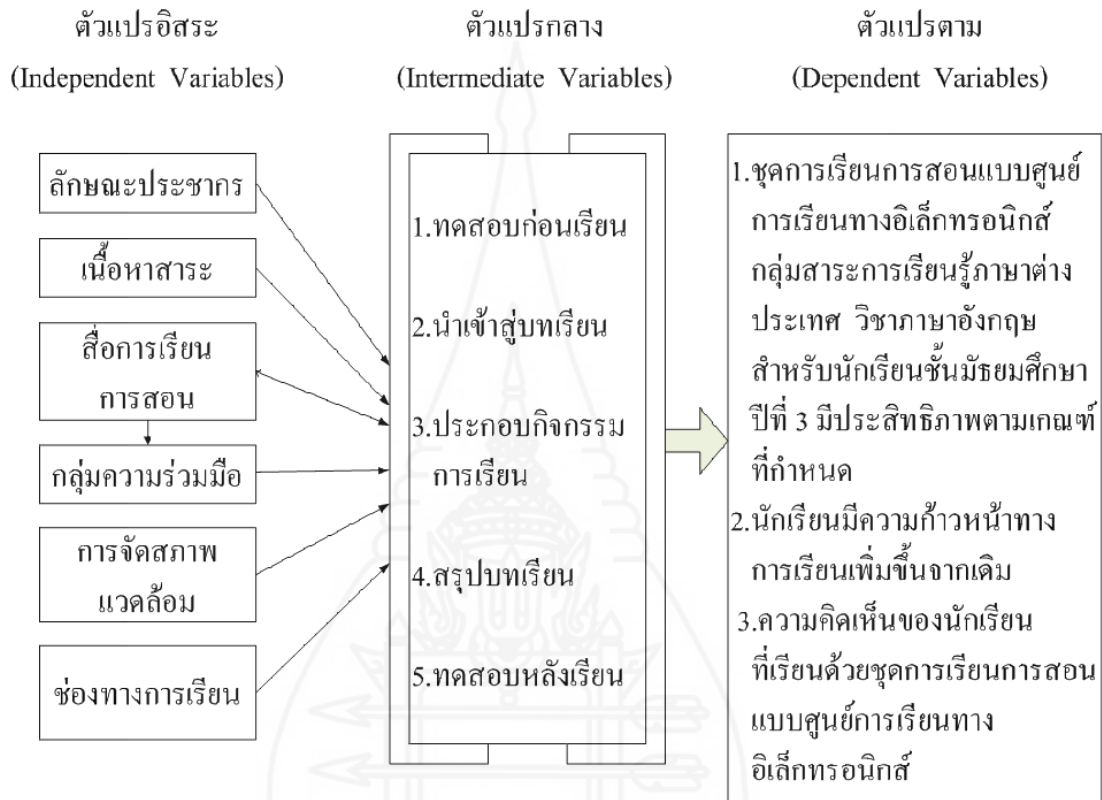 ตัวแปรอิสระ
(Independent Variables)
ลักษณะประชากร
เนื้อหาสาระ
สื่อการเรียน
การสอน
กลุ่มความร่วมมือ
การจัดสภาพ
แวดล้อม
ช่องทางการเรียน
ตัวแปรกลาง
(Intermediate Variables)
1.ทดสอบก่อนเรียน
2.นำเข้าสู่บทเรียน
3.ประกอบกิจกรรม
การเรียน
4.สรุปบทเรียน
5.ทดสอบหลังเรียน
ตัวแปรตาม
(Dependent Variables)
1.ชุดการเรียนการสอนแบบศูนย์
การเรียนทางอิเล็กทรอนิกส์
กลุ่มสาระการเรียนรู้ภาษาต่าง
ประเทศ วิชาภาษาอังกฤษ
สำหรับนักเรียนชั้นมัธยมศึกษา
ปีที่ 3 มีประสิทธิภาพตามเกณฑ์
ที่กำหนด
2.นักเรียนมีความก้าวหน้าทาง
การเรียนเพิ่มขึ้นจากเดิม
3.ความคิดเห็นของนักเรียน
ที่เรียนด้วยชุดการเรียนการสอน
แบบศูนย์การเรียนทาง
อิเล็กทรอนิกส์